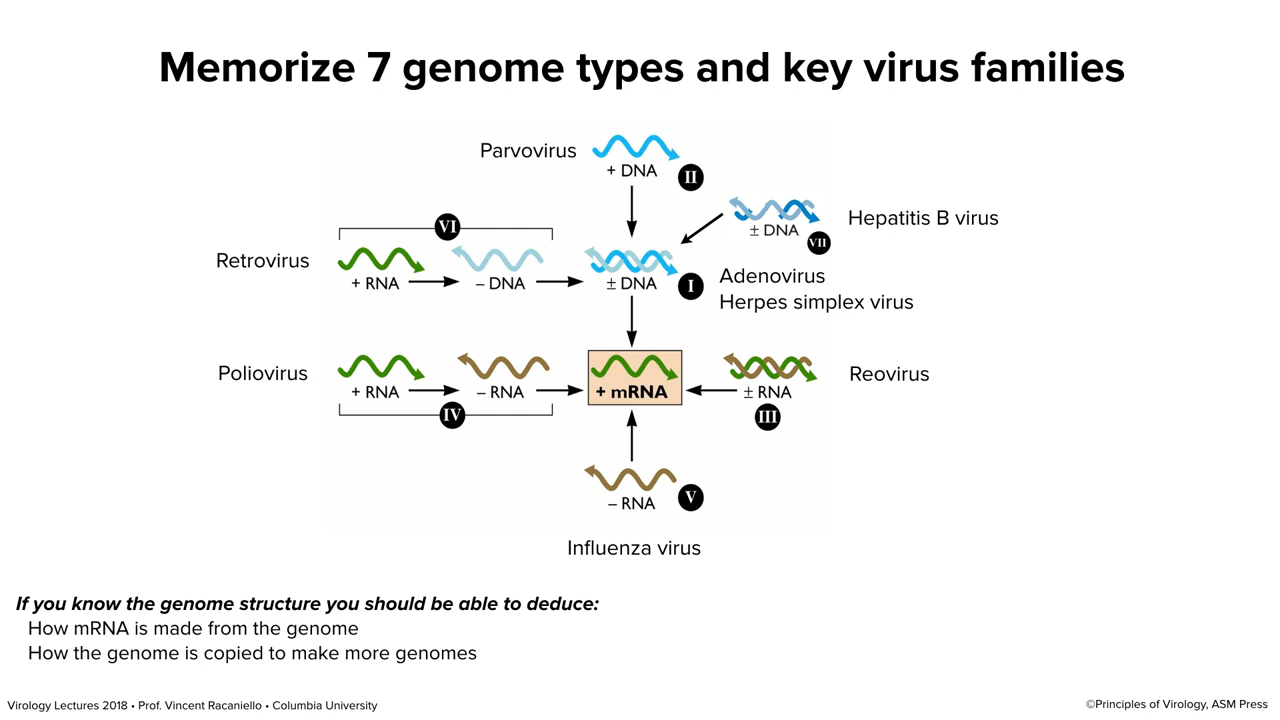 Memorize 7 genome types and key virus families
Parvovirus
+ DNA
II
± DNA
VII
Hepatitis B virus
VI
Retrovirus
+ RNA
– DNA
± DNA
I
Adenovirus
Herpes simplex virus
Poliovirus
+ RNA
– RNA
IV
+ mRNA
± RNA
III
Reovirus
– RNA
V
Influenza virus
If you know the genome structure you should be able to deduce:
How mRNA is made from the genome
How the genome is copied to make more genomes
Virology Lectures 2018 • Prof. Vincent Racaniello • Columbia University
©Principles of Virology, ASM Press